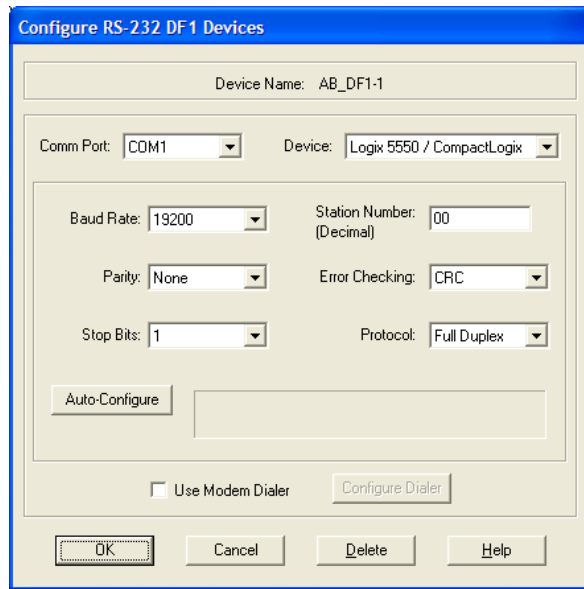 Configure RS-232 DF1 Devices
Device Name: AB_DF1-1
Comm Port: COM1 Device: Logix 5550 / CompactLogix
Baud Rate: 19200 Station Number: 00
(Decimal)
Parity: None Error Checking: CRC
Stop Bits: 1 Protocol: Full Duplex
Auto-Configure
Use Modem Dialer Configure Dialer
OK Cancel Delete Help